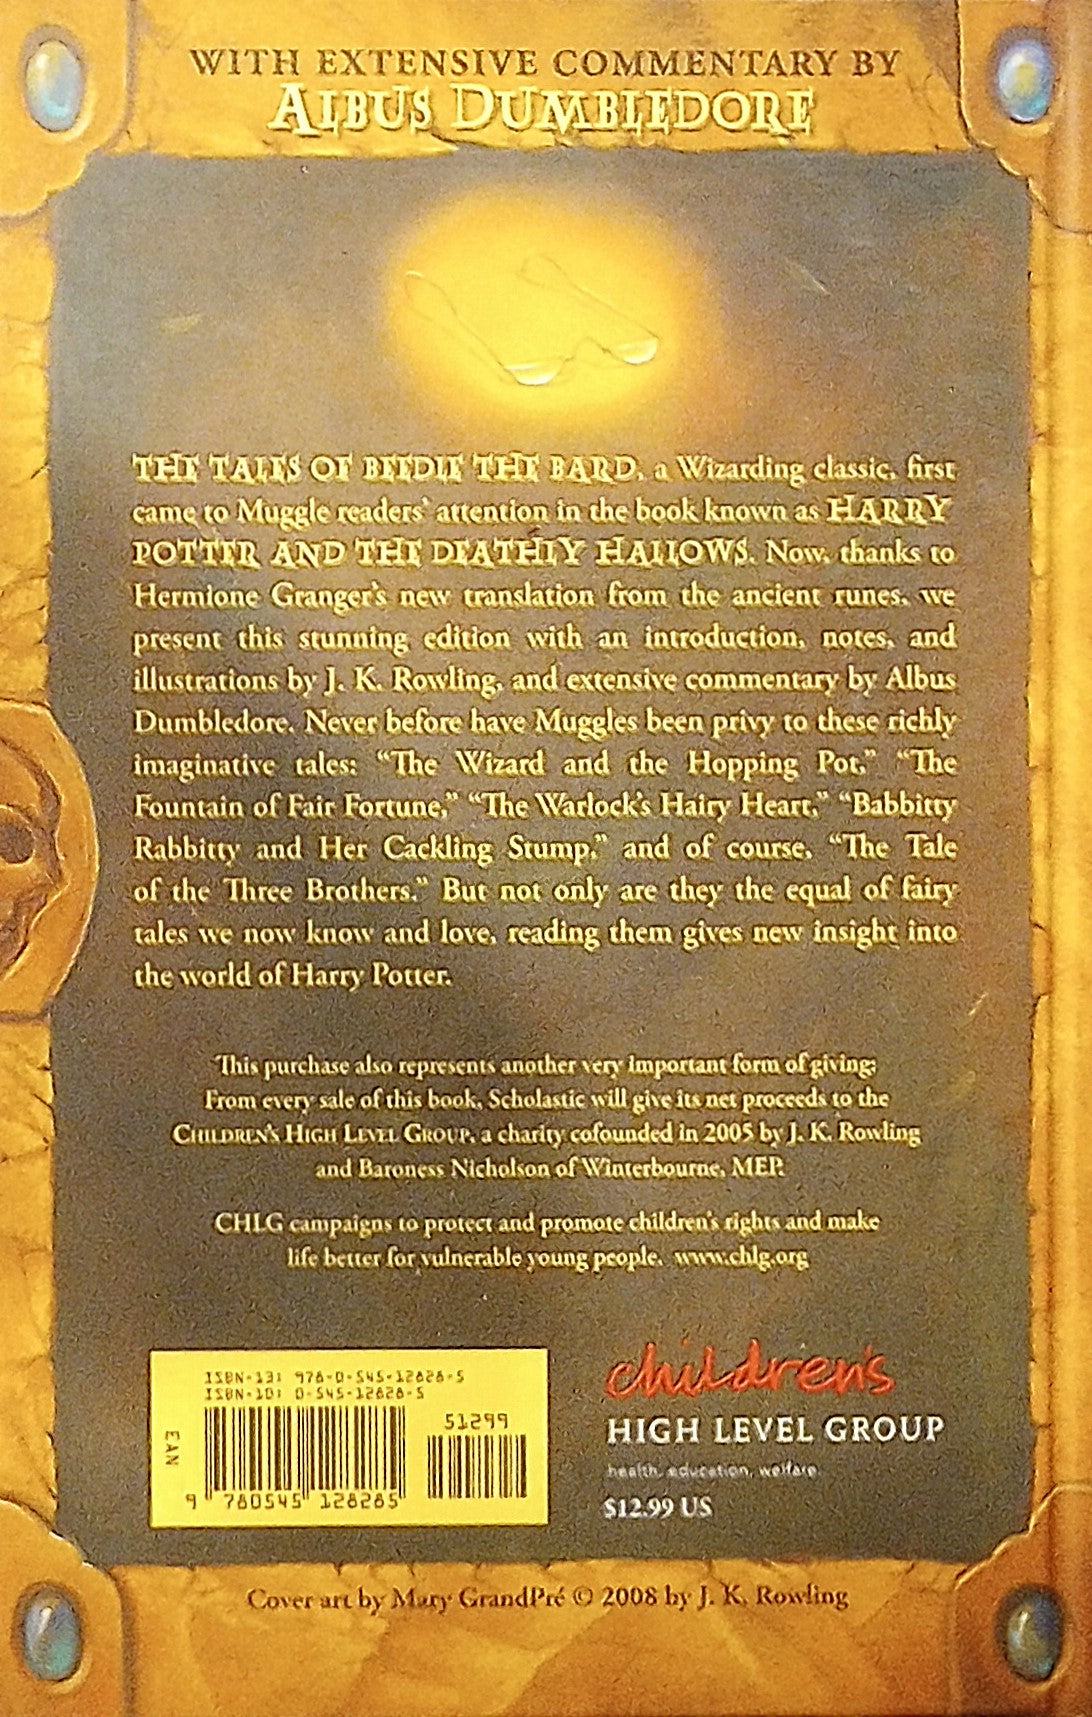 WITH EXTENSIVE COMMENTARY BY
ALBUS DUMBLEDORE
THE TALES OF BEEDLE THE BARD, a Wizarding classic, first
came to Muggle readers' attention in the book known as HARRY
POTTER AND THE DEATHLY HALLOWS. Now, thanks to
Hermione Granger's new translation from the ancient runes, we
present this stunning edition with an introduction, notes, and
illustrations by J. K. Rowling, and extensive commentary by Albus
Dumbledore. Never before have Muggles been privy to these richly
imaginative tales: “The Wizard and the Hopping Pot,” “The
Fountain of Fair Fortune,” “The Warlock's Hairy Heart,” “Babbitty
Rabbitty and Her Cackling Stump,” and of course, “The Tale
of the Three Brothers.” But not only are they the equal of fairy
tales we now know and love, reading them gives new insight into
the world of Harry Potter.
This purchase also represents another very important form of giving:
From every sale of this book, Scholastic will give its net proceeds to the
CHILDREN'S HIGH LEVEL GROUP, a charity cofounded in 2005 by J. K. Rowling
and Baroness Nicholson of Winterbourne, MEP.
CHLG campaigns to protect and promote children's rights and make
life better for vulnerable young people. www.chlg.org
ISBN-13: 978-0-545-12828-5
ISBN-10: 0-545-12828-5
51299
EAN
9 780545 128285
children's
HIGH LEVEL GROUP
health, education, welfare
$12.99 US
Cover art by Mary GrandPré © 2008 by J. K. Rowling